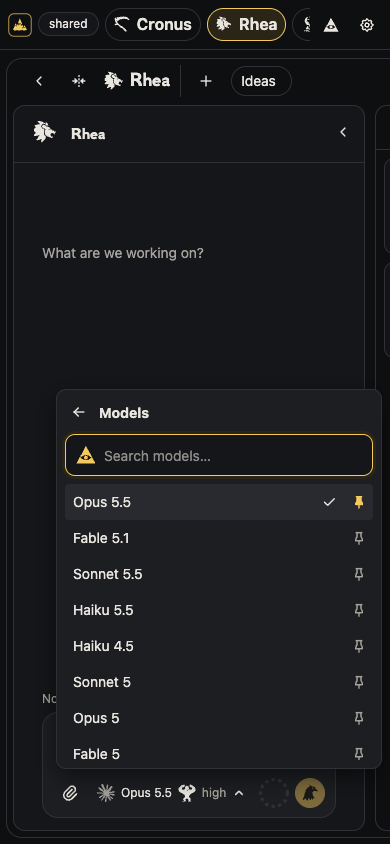 shared
Cronus
Rhea
Rhea
Ideas
Rhea
What are we working on?
Models
Search models...
Opus 5.5
Fable 5.1
Sonnet 5.5
Haiku 5.5
Haiku 4.5
Sonnet 5
Opus 5
Fable 5
Opus 5.5
high